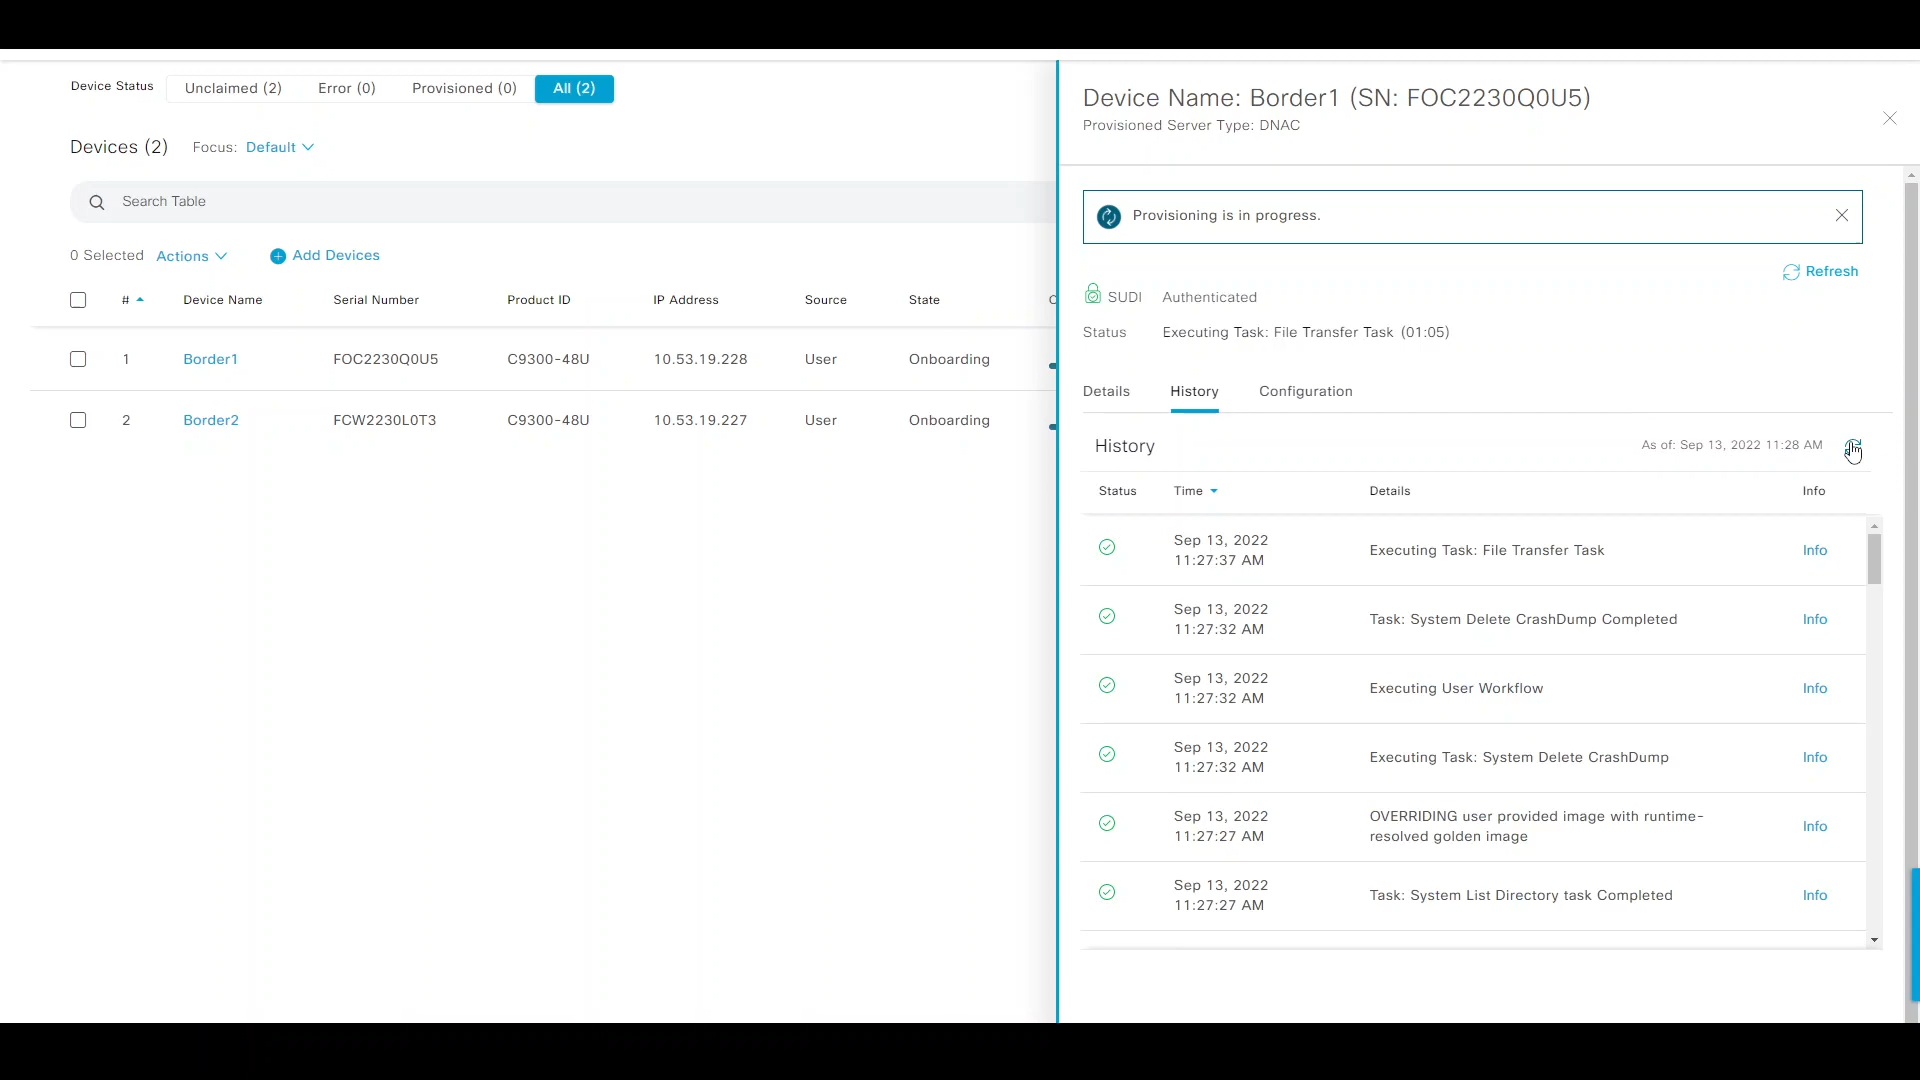 Device Status Unclaimed (2) Error (0) Provisioned (0) All (2)
Devices (2) Focus: Default
Search Table
0 Selected Actions Add Devices
# Device Name Serial Number Product ID IP Address Source State
1 Border1 FOC2230Q0U5 C9300-48U 10.53.19.228 User Onboarding
2 Border2 FCW2230L0T3 C9300-48U 10.53.19.227 User Onboarding
Device Name: Border1 (SN: FOC2230Q0U5)
Provisioned Server Type: DNAC
Provisioning is in progress.
Refresh
SUDI Authenticated
Status Executing Task: File Transfer Task (01:05)
Details History Configuration
History As of: Sep 13, 2022 11:28 AM
Status Time Details Info
Sep 13, 2022
11:27:37 AM
Executing Task: File Transfer Task
Info
Sep 13, 2022
11:27:32 AM
Task: System Delete CrashDump Completed
Info
Sep 13, 2022
11:27:32 AM
Executing User Workflow
Info
Sep 13, 2022
11:27:32 AM
Executing Task: System Delete CrashDump
Info
Sep 13, 2022
11:27:27 AM
OVERRIDING user provided image with runtime-
resolved golden image
Info
Sep 13, 2022
11:27:27 AM
Task: System List Directory task Completed
Info